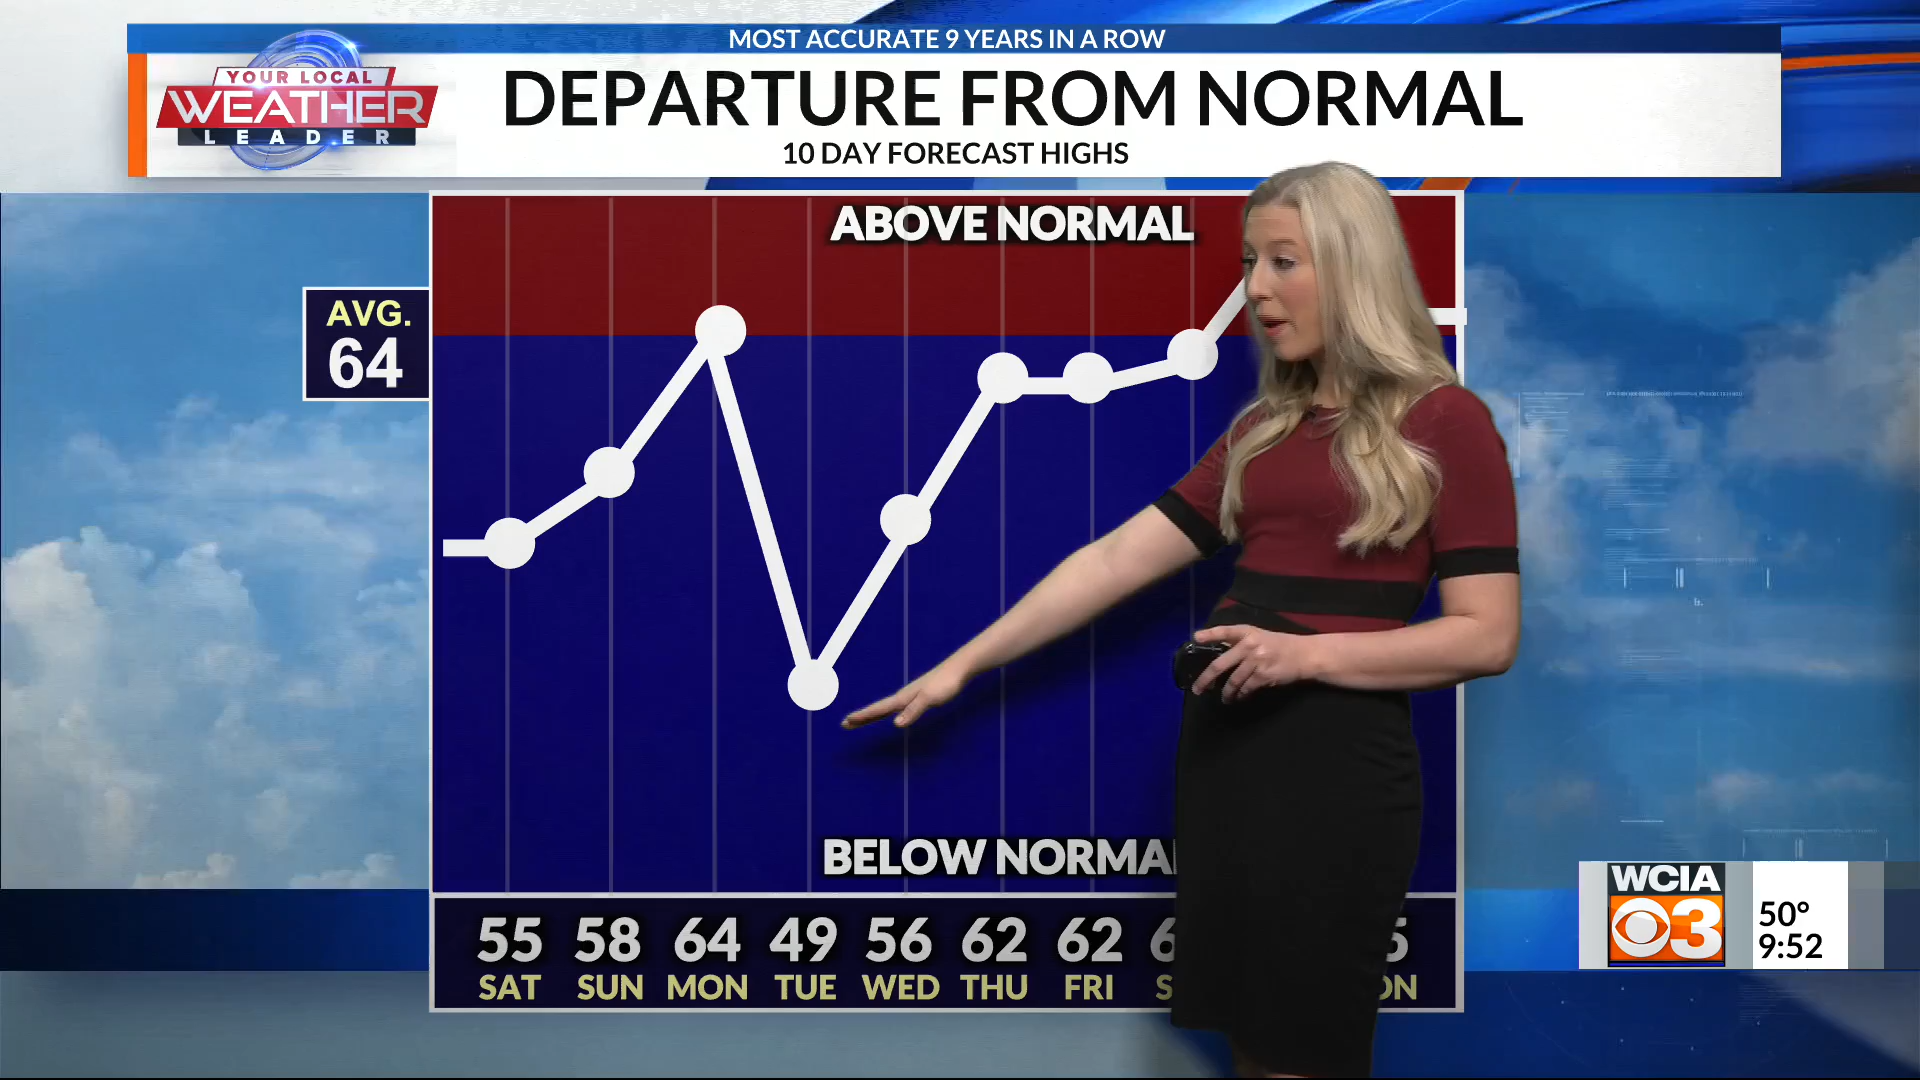 MOST ACCURATE 9 YEARS IN A ROW
YOUR LOCAL
WEATHER
LEADER
DEPARTURE FROM NORMAL
10 DAY FORECAST HIGHS
ABOVE NORMAL
AVG.
64
BELOW NORMA
55 58 64 49 56 62 62
SAT SUN MON TUE WED THU FRI
WCIA
3
50°
9:52